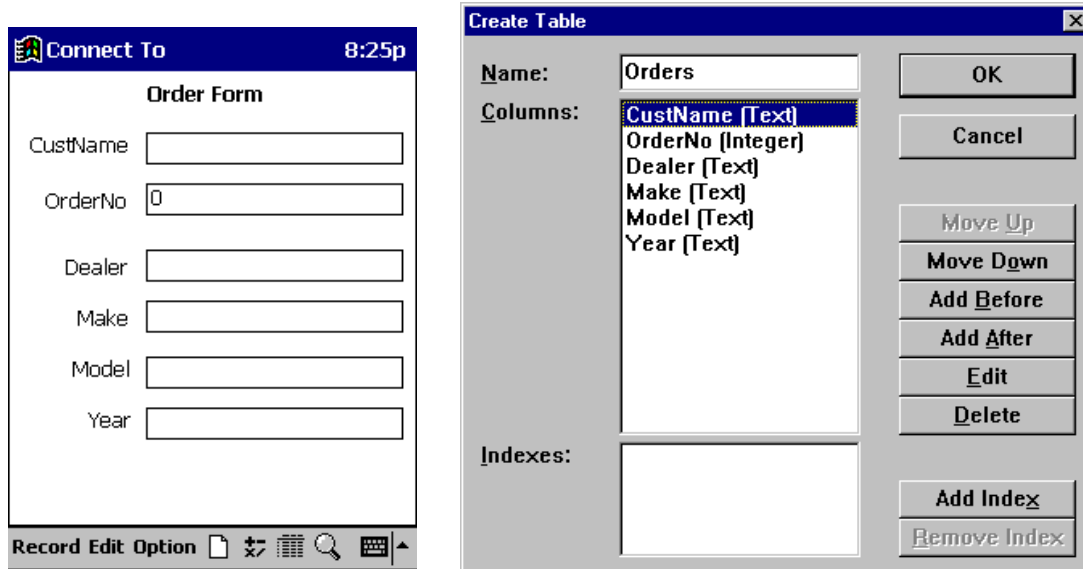 Connect To 8:25p
Order Form
CustName
OrderNo 0
Dealer
Make
Model
Year
Record Edit Option
Create Table
Name: Orders
Columns:
CustName (Text)
OrderNo (Integer)
Dealer (Text)
Make (Text)
Model (Text)
Year (Text)
Indexes:
OK
Cancel
Move Up
Move Down
Add Before
Add After
Edit
Delete
Add Index
Remove Index